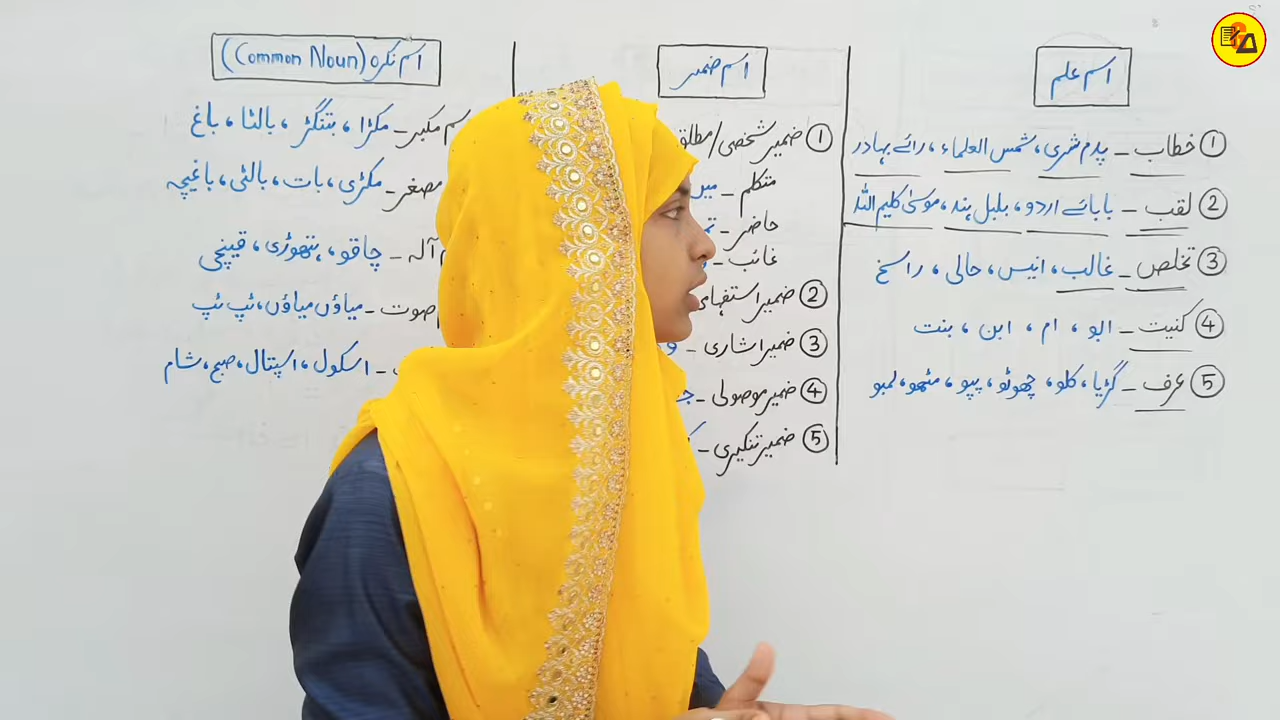 اسم علم
① خطاب _ پدم شری، شمس العلماء، رائے بہادر
② لقب _ بابائے اردو، بلبل ہند، موسیٰ کلیم اللہ
③ تخلص _ غالب، انیس، حالی، راسخ
④ کنیت _ ابو، ام، ابن، بنت
⑤ عرف _ گڑیا، کلو، چھوٹو، پپو، مٹھو، لمبو
اسم ضمیر
① ضمیر شخصی/مطلق
متکلم _ میں
حاضر _
غائب _
② ضمیر استفہام
③ ضمیر اشاری _
④ ضمیر موصولی _
⑤ ضمیر تنکیری _
اسم نکرہ (Common Noun)
مکبر _ مکڑا، بتنگڑ، بالٹا، باغ
مصغر _ مکڑی، بات، بالٹی، باغیچہ
آلہ _ چاقو، ہتھوڑی، قینچی
صوت _ میاؤں میاؤں، ٹپ ٹپ
_ اسکول، اسپتال، صبح، شام